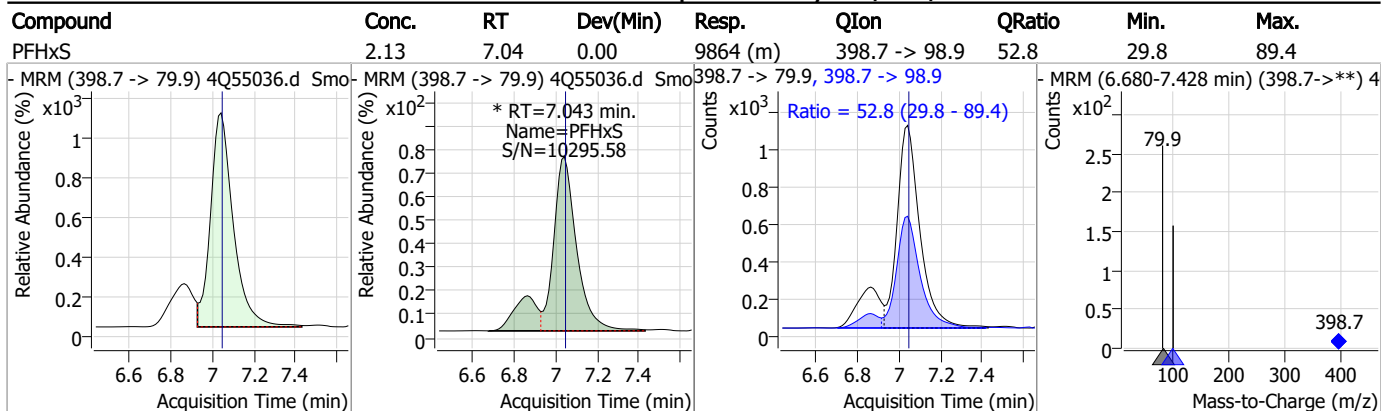 Compound Conc. RT Dev(Min) Resp. QIon QRatio Min. Max.
PFHxS 2.13 7.04 0.00 9864 (m) 398.7 -> 98.9 52.8 29.8 89.4
- MRM (398.7 -> 79.9) 4Q55036.d Smo
Relative Abundance (%)
x10³
1
0.8
0.6
0.4
0.2
0
6.6 6.8 7 7.2 7.4
Acquisition Time (min)
- MRM (398.7 -> 79.9) 4Q55036.d Smo
Relative Abundance (%)
x10²
* RT=7.043 min.
Name=PFHxS
S/N=10295.58
0.8
0.7
0.6
0.5
0.4
0.3
0.2
0.1
0
6.6 6.8 7 7.2 7.4
Acquisition Time (min)
398.7 -> 79.9, 398.7 -> 98.9
Counts
x10³
Ratio = 52.8 (29.8 - 89.4)
1
0.8
0.6
0.4
0.2
0
6.6 6.8 7 7.2 7.4
Acquisition Time (min)
- MRM (6.680-7.428 min) (398.7->**) 4
Counts
x10²
79.9
2.5
2
1.5
1
0.5
398.7
0
100 200 300 400
Mass-to-Charge (m/z)